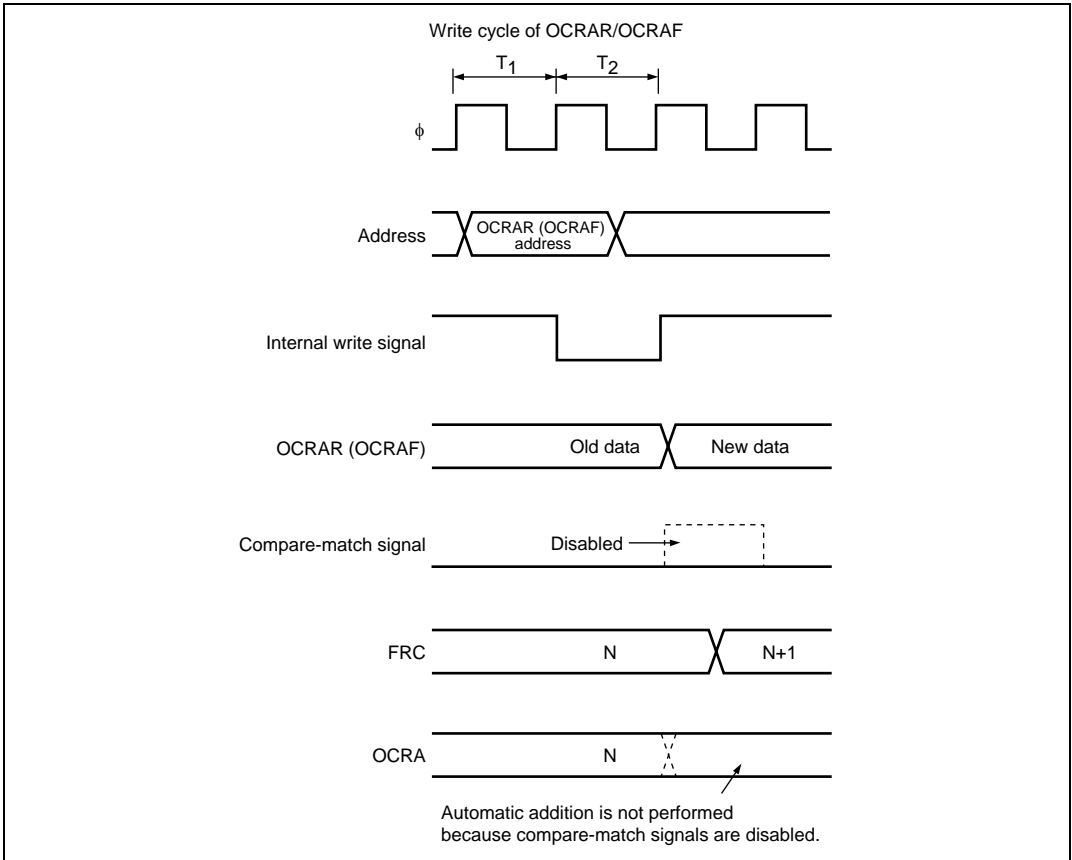 Write cycle of OCRAR/OCRAF
T1 T2
ϕ
Address
OCRAR (OCRAF)
address
Internal write signal
OCRAR (OCRAF) Old data New data
Compare-match signal Disabled
FRC N N+1
OCRA N
Automatic addition is not performed
because compare-match signals are disabled.